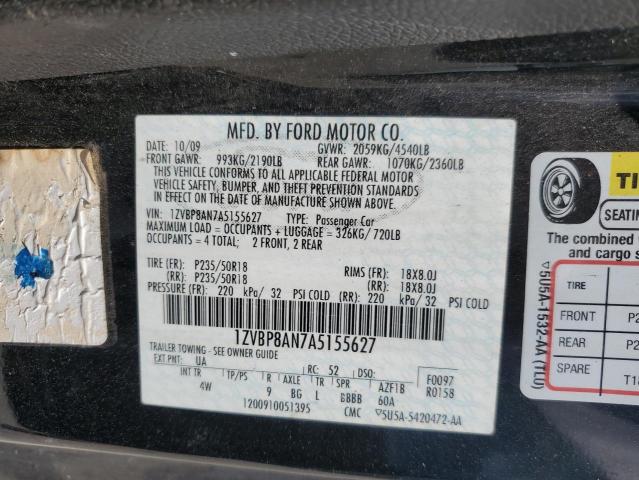 MFD. BY FORD MOTOR CO.
DATE: 10/09 GVWR: 2059KG/4540LB
FRONT GAWR: 993KG/2190LB REAR GAWR: 1070KG/2360LB
THIS VEHICLE CONFORMS TO ALL APPLICABLE FEDERAL MOTOR
VEHICLE SAFETY, BUMPER, AND THEFT PREVENTION STANDARDS
IN EFFECT ON THE DATE OF MANUFACTURE SHOWN ABOVE.
VIN: 1ZVBP8AN7A5155627 TYPE: Passenger Car
MAXIMUM LOAD = OCCUPANTS + LUGGAGE = 326KG/720LB
OCCUPANTS = 4 TOTAL; 2 FRONT, 2 REAR
TIRE (FR): P235/50R18 RIMS (FR): 18X8.0J
(RR): P235/50R18 (RR): 18X8.0J
PRESSURE (FR): 220 kPa/ 32 PSI COLD (RR): 220 kPa/ 32 PSI COLD
1ZVBP8AN7A5155627
TRAILER TOWING - SEE OWNER GUIDE
EXT PNT: UA RC: 52 DSO: F0097
INT TR TP/PS R AXLE TR SPR AZF1B R0158
4W 9 BG L BBBB 60A
1200910051395 CMC ▽5U5A-5420472-AA
TI
SEATIN
The combined
and cargo s
TIRE
FRONT P2
REAR P2
SPARE T1
▽5U5A-1532-AA (TLU)